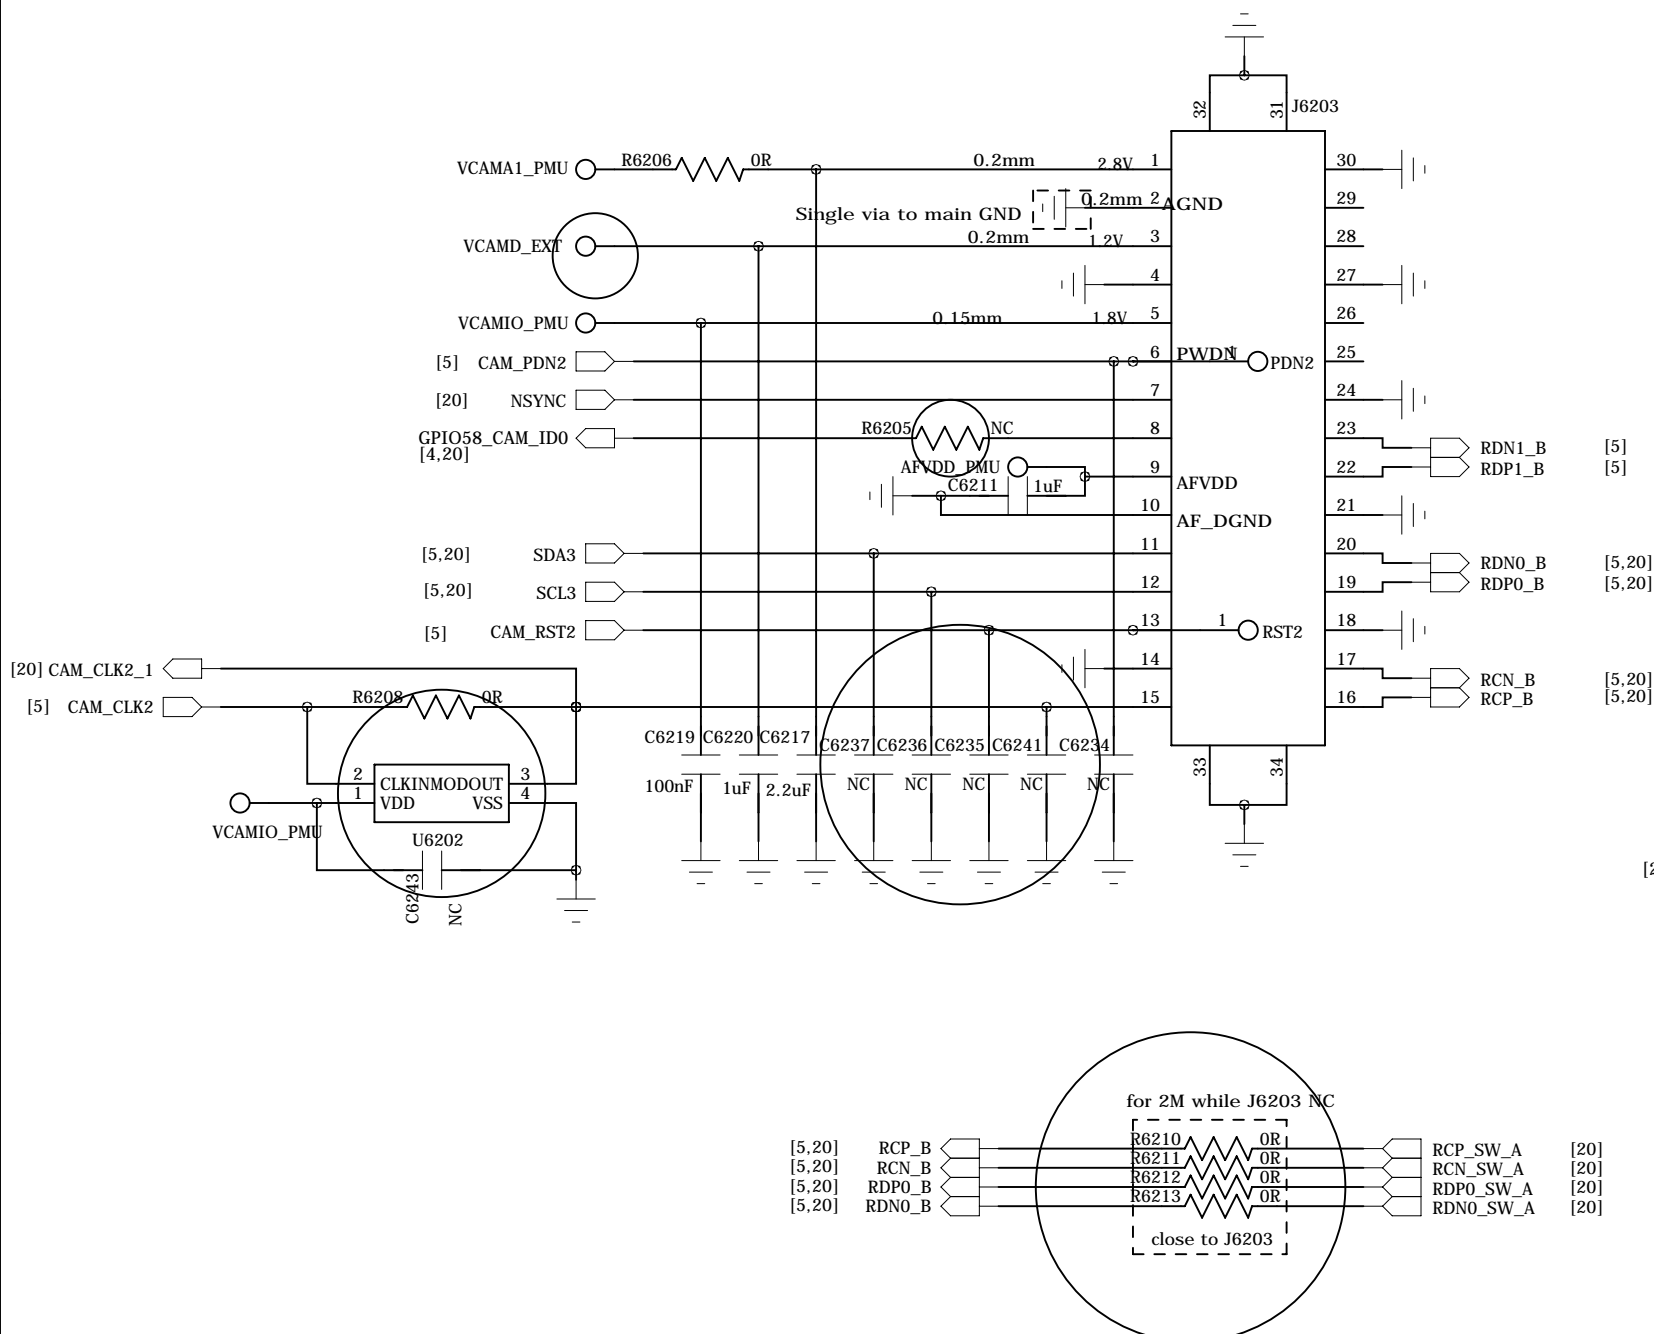 32
31
J6203
VCAMA1_PMU
R6206
0R
0.2mm
2.8V
1
30
Single via to main GND
0.2mm
2
AGND
29
VCAMD_EXT
0.2mm
1.2V
3
28
4
27
VCAMIO_PMU
0.15mm
1.8V
5
26
[5]
CAM_PDN2
6
PWDN
1
PDN2
25
[20]
NSYNC
7
24
GPIO58_CAM_ID0
[4,20]
R6205
NC
8
23
RDN1_B
[5]
AFVDD_PMU
9
AFVDD
22
RDP1_B
[5]
C6211
1uF
10
AF_DGND
21
[5,20]
SDA3
11
20
RDN0_B
[5,20]
[5,20]
SCL3
12
19
RDP0_B
[5,20]
[5]
CAM_RST2
13
1
RST2
18
[20]
CAM_CLK2_1
14
17
RCN_B
[5,20]
[5]
CAM_CLK2
R6208
0R
15
16
RCP_B
[5,20]
33
34
C6219
C6220
C6217
C6237
C6236
C6235
C6241
C6234
100nF
1uF
2.2uF
NC
NC
NC
NC
NC
2
CLKIN
MODOUT
3
1
VDD
VSS
4
VCAMIO_PMU
U6202
C6243
NC
[2
for 2M while J6203 NC
[5,20]
RCP_B
R6210
0R
RCP_SW_A
[20]
[5,20]
RCN_B
R6211
0R
RCN_SW_A
[20]
[5,20]
RDP0_B
R6212
0R
RDP0_SW_A
[20]
[5,20]
RDN0_B
R6213
0R
RDN0_SW_A
[20]
close to J6203